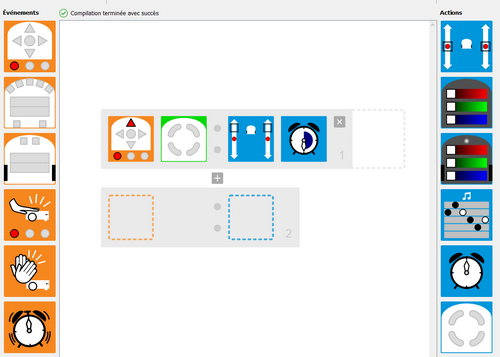 Événements
Compilation terminée avec succès
Actions
1
2